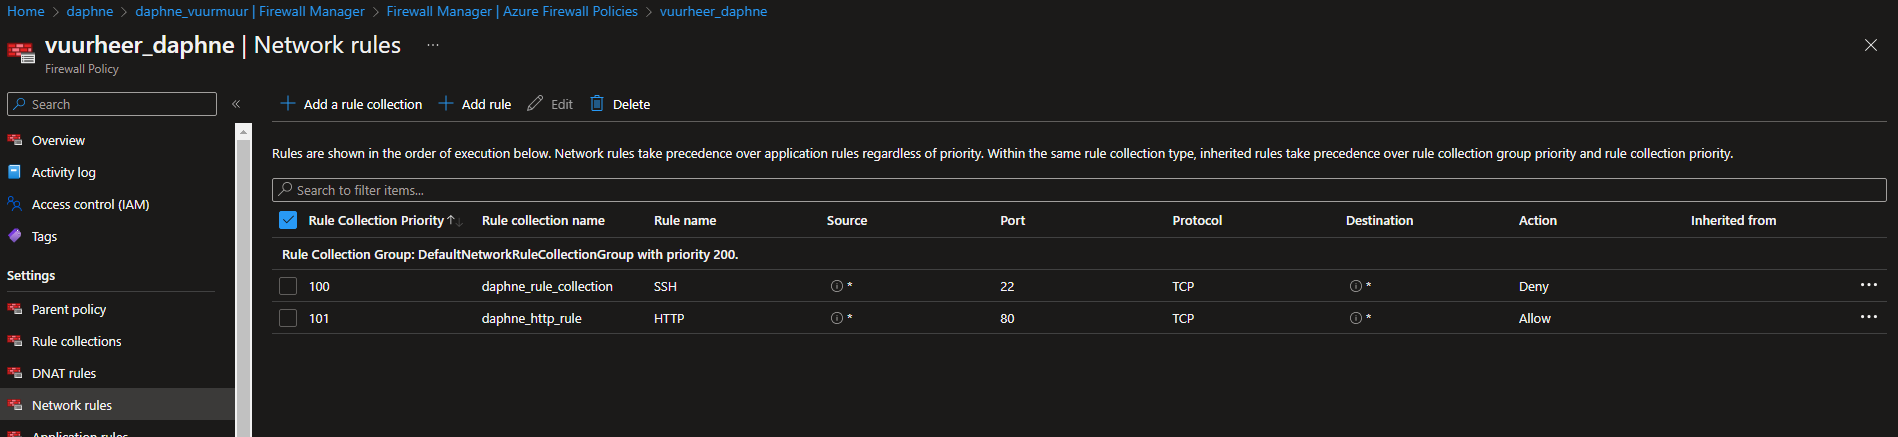 Home > daphne > daphne_vuurmuur | Firewall Manager > Firewall Manager | Azure Firewall Policies > vuurheer_daphne
vuurheer_daphne | Network rules ...
Firewall Policy
Search «
Overview
Activity log
Access control (IAM)
Tags
Settings
Parent policy
Rule collections
DNAT rules
Network rules
Application rules
+ Add a rule collection + Add rule Edit Delete
Rules are shown in the order of execution below. Network rules take precedence over application rules regardless of priority. Within the same rule collection type, inherited rules take precedence over rule collection group priority and rule collection priority.
Search to filter items...
Rule Collection Priority ↑↓ Rule collection name Rule name Source Port Protocol Destination Action Inherited from
Rule Collection Group: DefaultNetworkRuleCollectionGroup with priority 200.
100 daphne_rule_collection SSH * 22 TCP * Deny ...
101 daphne_http_rule HTTP * 80 TCP * Allow ...